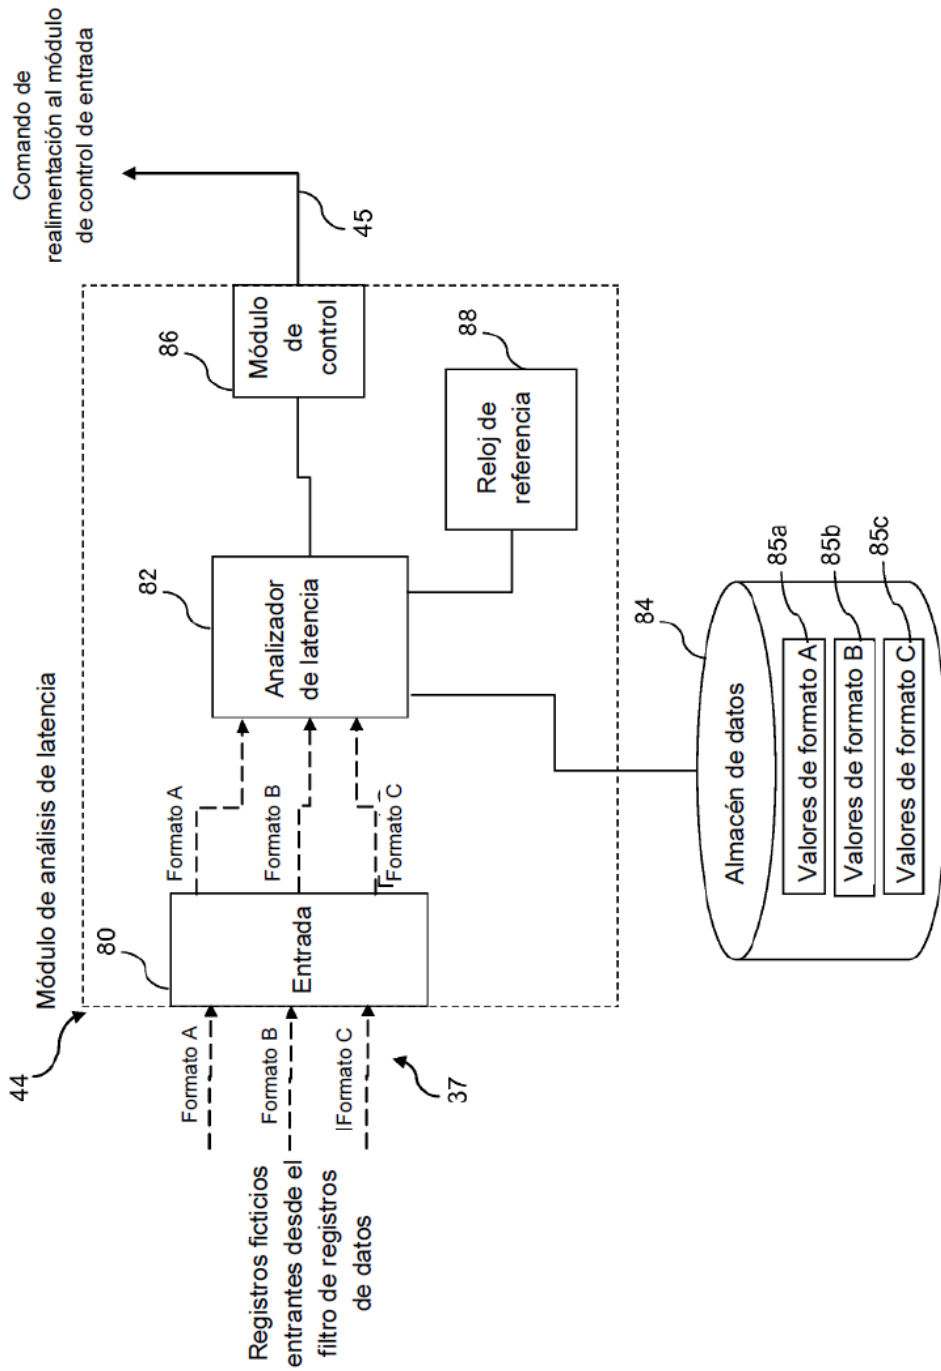 Módulo de análisis de latencia
44
Registros ficticios
entrantes desde el
filtro de registros
de datos
Formato A
Formato B
Formato C
37
80
Entrada
Formato A
Formato B
Formato C
82
Analizador
de latencia
86
Módulo
de
control
45
Comando de
realimentación al módulo
de control de entrada
88
Reloj de
referencia
84
Almacén de datos
Valores de formato A
85a
Valores de formato B
85b
Valores de formato C
85c